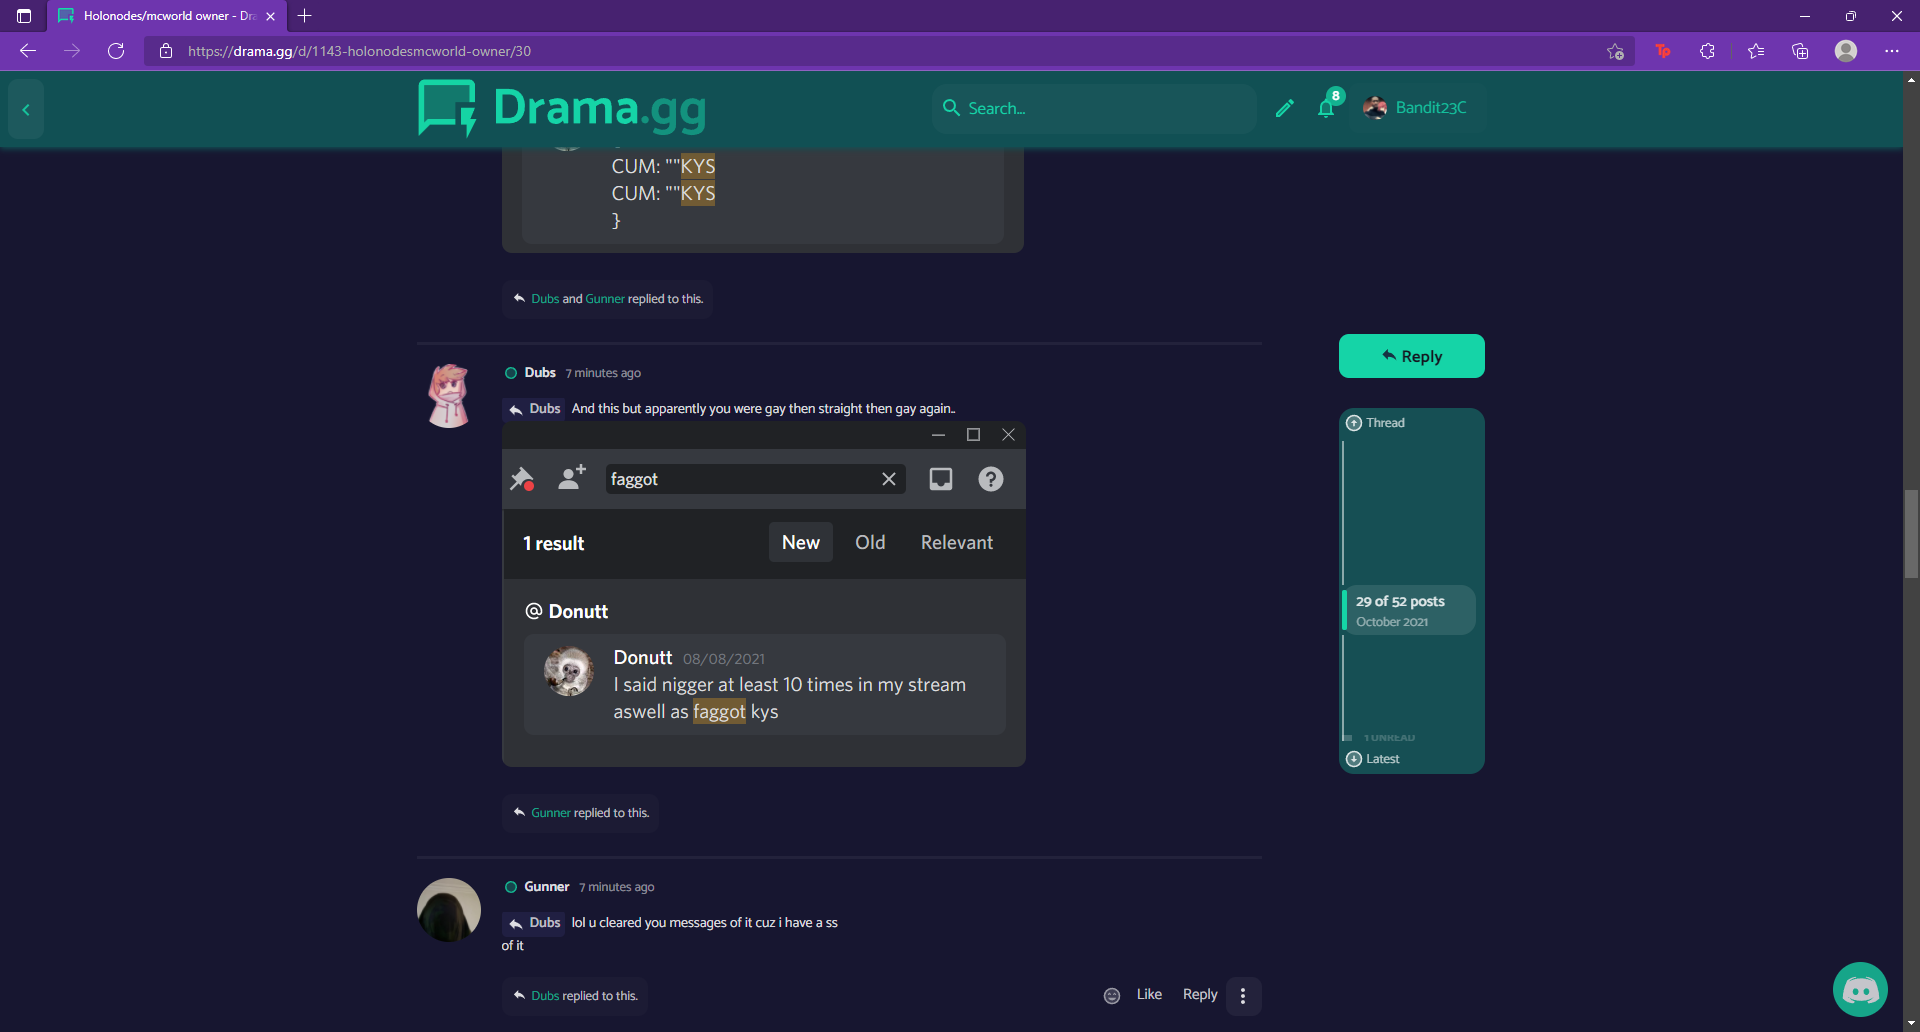 Holonodes/mcworld owner - Dra
https://drama.gg/d/1143-holonodesmcworld-owner/30
Tp
Drama.gg
Search...
8
Bandit23C
CUM: ""KYS
CUM: ""KYS
}
Dubs and Gunner replied to this.
Reply
Dubs 7 minutes ago
Dubs And this but apparently you were gay then straight then gay again..
faggot
1 result
New
Old
Relevant
@ Donutt
Donutt 08/08/2021
I said nigger at least 10 times in my stream
aswell as faggot kys
Gunner replied to this.
Thread
29 of 52 posts
October 2021
1 UNREAD
Latest
Gunner 7 minutes ago
Dubs lol u cleared you messages of it cuz i have a ss
of it
Dubs replied to this.
Like
Reply